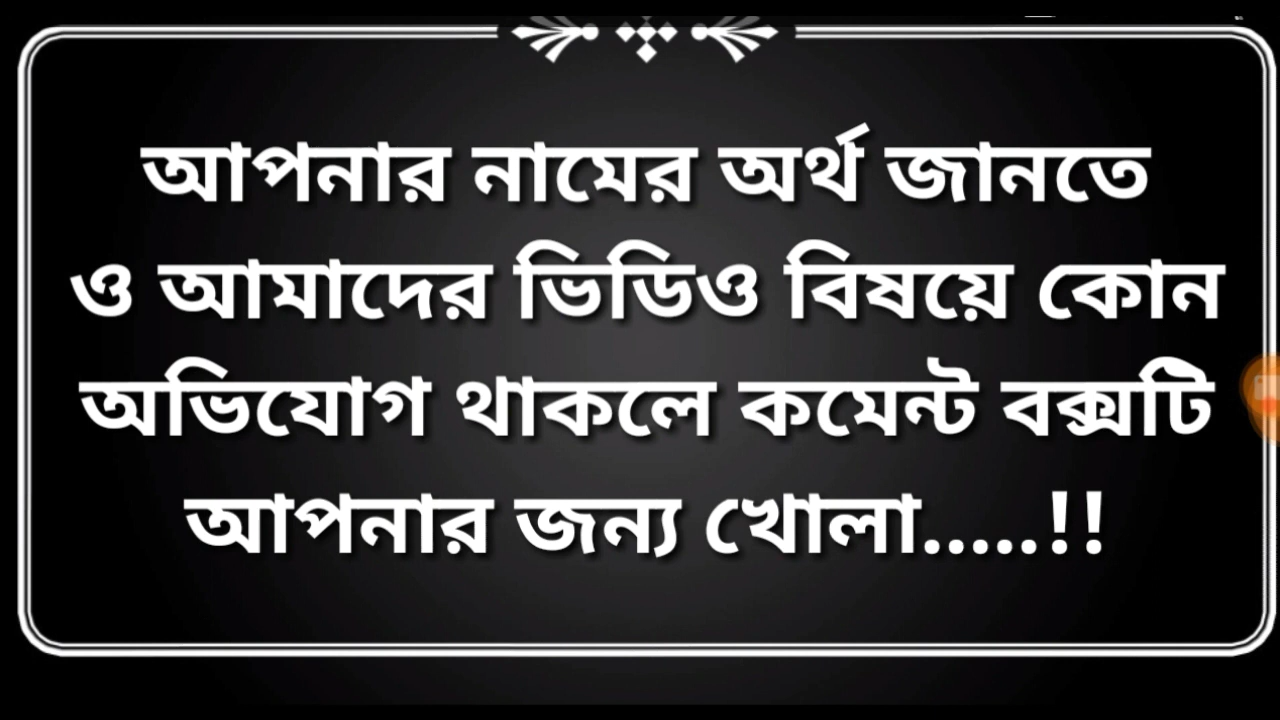 আপনার নামের অর্থ জানতে
ও আমাদের ভিডিও বিষয়ে কোন
অভিযোগ থাকলে কমেন্ট বক্সটি
আপনার জন্য খোলা.....!!